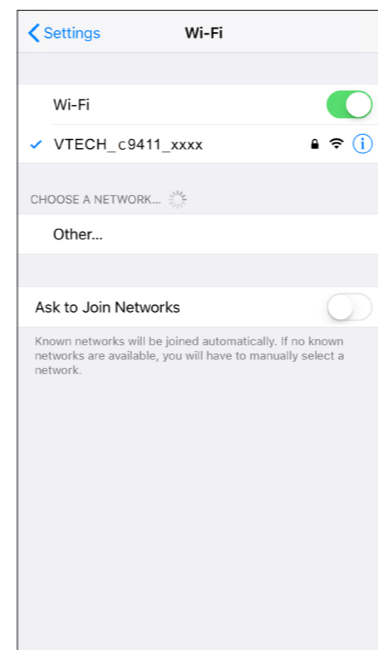 Settings Wi-Fi
Wi-Fi
VTECH_c9411_xxxx
CHOOSE A NETWORK...
Other...
Ask to Join Networks
Known networks will be joined automatically. If no known
networks are available, you will have to manually select a
network.